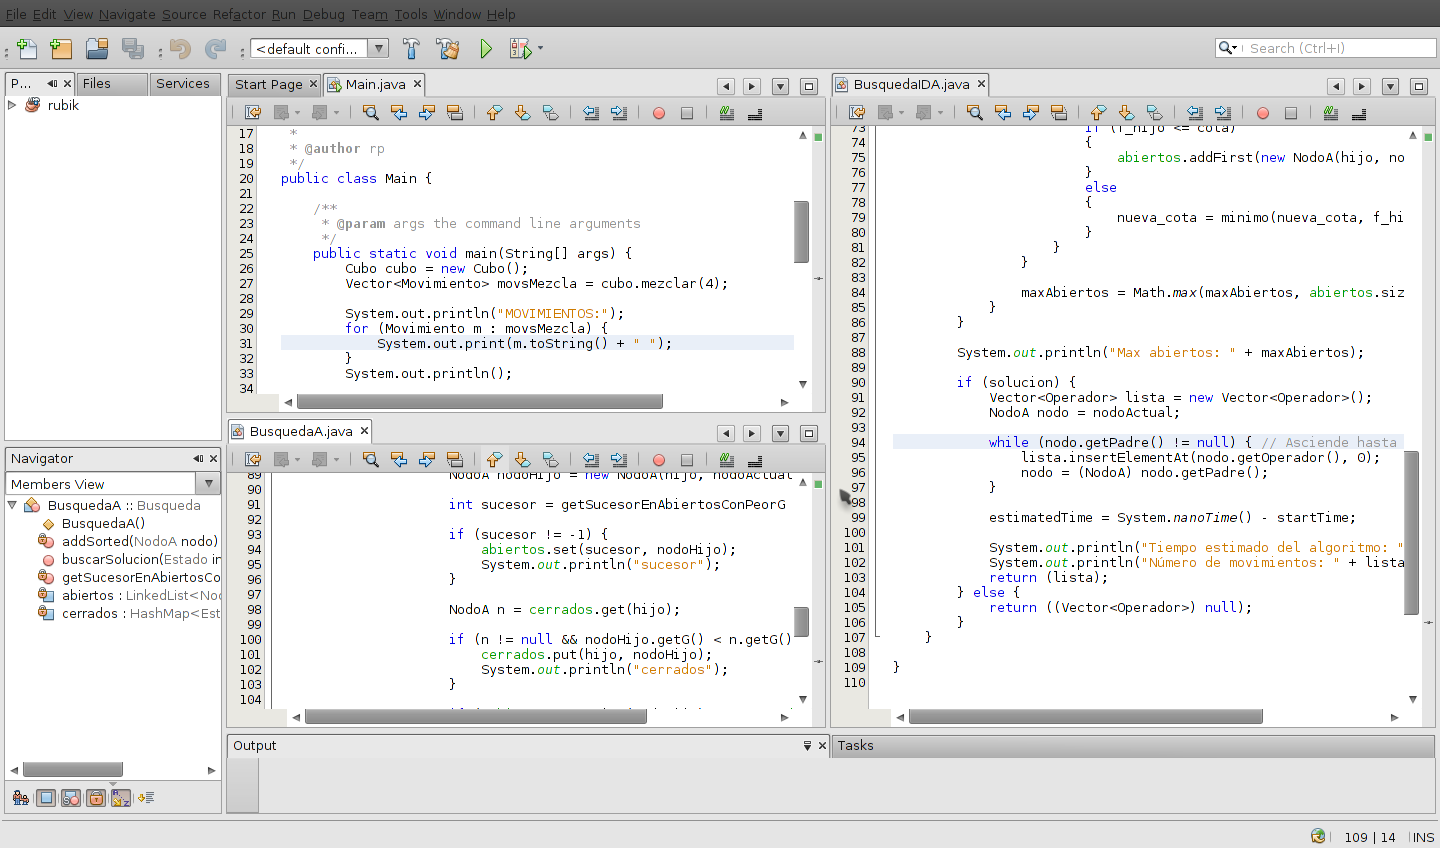 File Edit View Navigate Source Refactor Run Debug Team Tools Window Help
<default confi...
Search (Ctrl+I)
P... Files Services
rubik
Navigator
Members View
BusquedaA :: Busqueda
BusquedaA()
addSorted(NodoA nodo)
buscarSolucion(Estado in
getSucesorEnAbiertosCo
abiertos : LinkedList<Noc
cerrados : HashMap<Est
Start Page Main.java
17 *
18 * @author rp
19 */
20 public class Main {
21
22 /**
23 * @param args the command line arguments
24 */
25 public static void main(String[] args) {
26 Cubo cubo = new Cubo();
27 Vector<Movimiento> movsMezcla = cubo.mezclar(4);
28
29 System.out.println("MOVIMIENTOS:");
30 for (Movimiento m : movsMezcla) {
31 System.out.print(m.toString() + " ");
32 }
33 System.out.println();
34
BusquedaA.java
89 NodoA nodoHijo = new NodoA(hijo, nodoActual
90
91 int sucesor = getSucesorEnAbiertosConPeorG
92
93 if (sucesor != -1) {
94 abiertos.set(sucesor, nodoHijo);
95 System.out.println("sucesor");
96 }
97
98 NodoA n = cerrados.get(hijo);
99
100 if (n != null && nodoHijo.getG() < n.getG()
101 cerrados.put(hijo, nodoHijo);
102 System.out.println("cerrados");
103 }
104
BusquedaIDA.java
73 if (f_hijo <= cota)
74 {
75 abiertos.addFirst(new NodoA(hijo, no
76 }
77 else
78 {
79 nueva_cota = minimo(nueva_cota, f_hi
80 }
81 }
82 }
83
84 maxAbiertos = Math.max(maxAbiertos, abiertos.siz
85 }
86 }
87
88 System.out.println("Max abiertos: " + maxAbiertos);
89
90 if (solucion) {
91 Vector<Operador> lista = new Vector<Operador>();
92 NodoA nodo = nodoActual;
93
94 while (nodo.getPadre() != null) { // Asciende hasta
95 lista.insertElementAt(nodo.getOperador(), 0);
96 nodo = (NodoA) nodo.getPadre();
97 }
98
99 estimatedTime = System.nanoTime() - startTime;
100
101 System.out.println("Tiempo estimado del algoritmo: "
102 System.out.println("Número de movimientos: " + lista
103 return (lista);
104 } else {
105 return ((Vector<Operador>) null);
106 }
107 }
108
109 }
110
Output
Tasks
109 | 14 INS